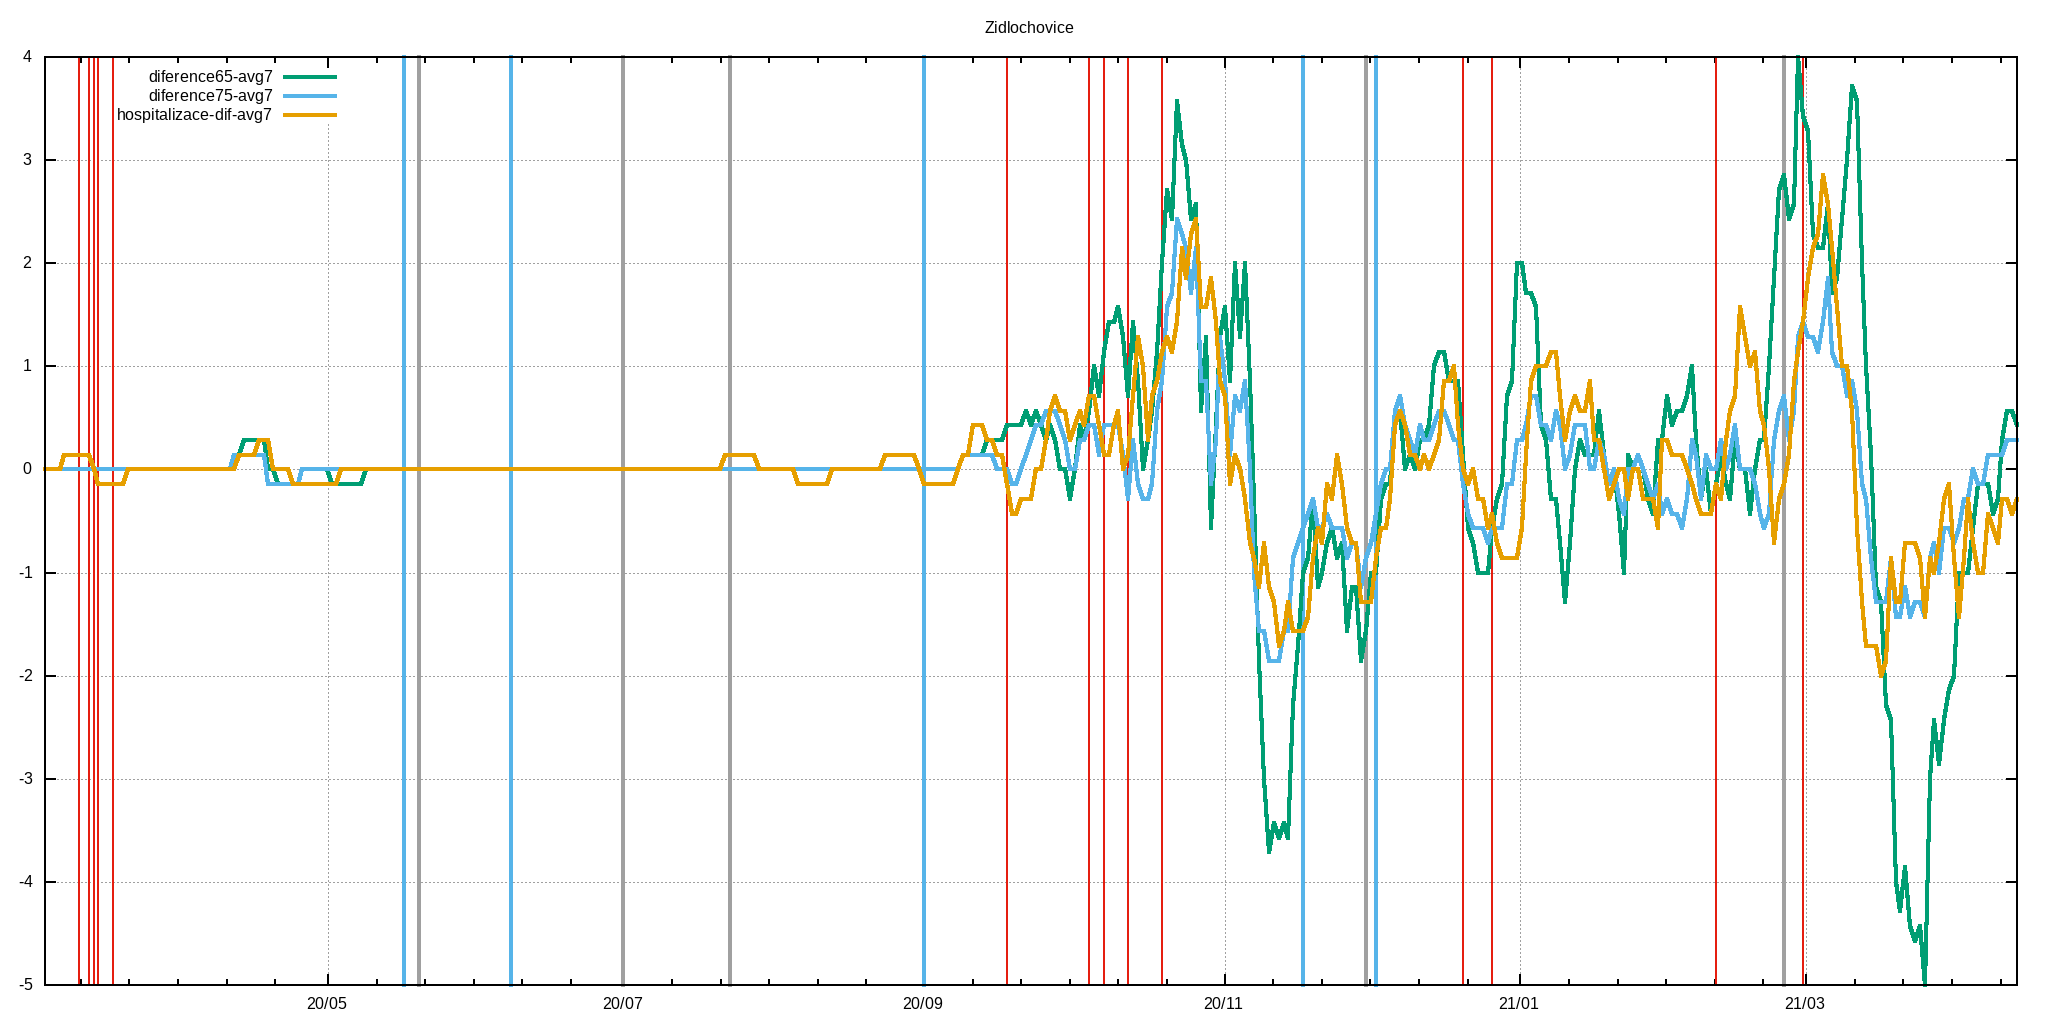 Zidlochovice
4
diference65-avg7
diference75-avg7
hospitalizace-dif-avg7
3
2
1
0
-1
-2
-3
-4
-5
20/05 20/07 20/09 20/11 21/01 21/03